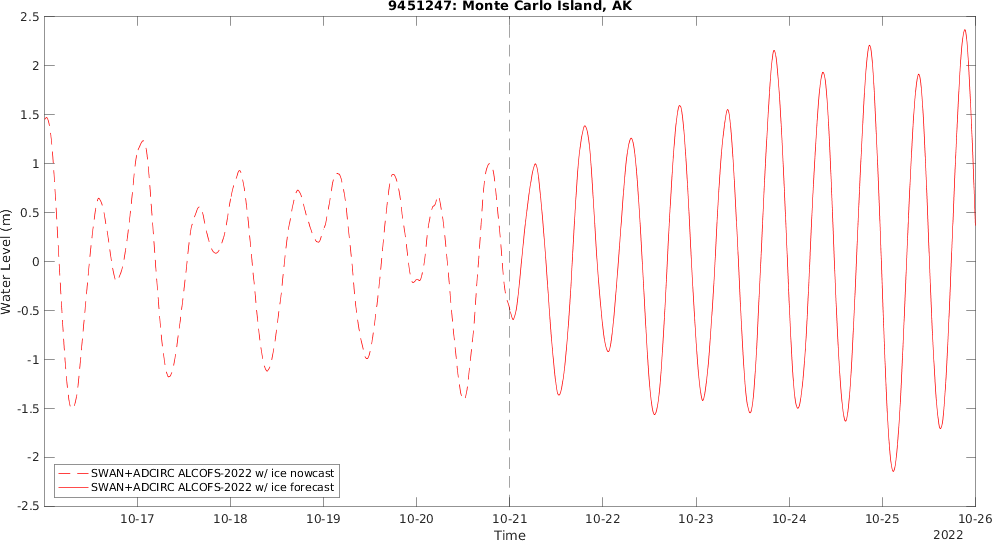 9451247: Monte Carlo Island, AK
Water Level (m)
2.5
2
1.5
1
0.5
0
-0.5
-1
-1.5
-2
-2.5
SWAN+ADCIRC ALCOFS-2022 w/ ice nowcast
SWAN+ADCIRC ALCOFS-2022 w/ ice forecast
10-17 10-18 10-19 10-20 10-21 10-22 10-23 10-24 10-25 10-26
Time
2022